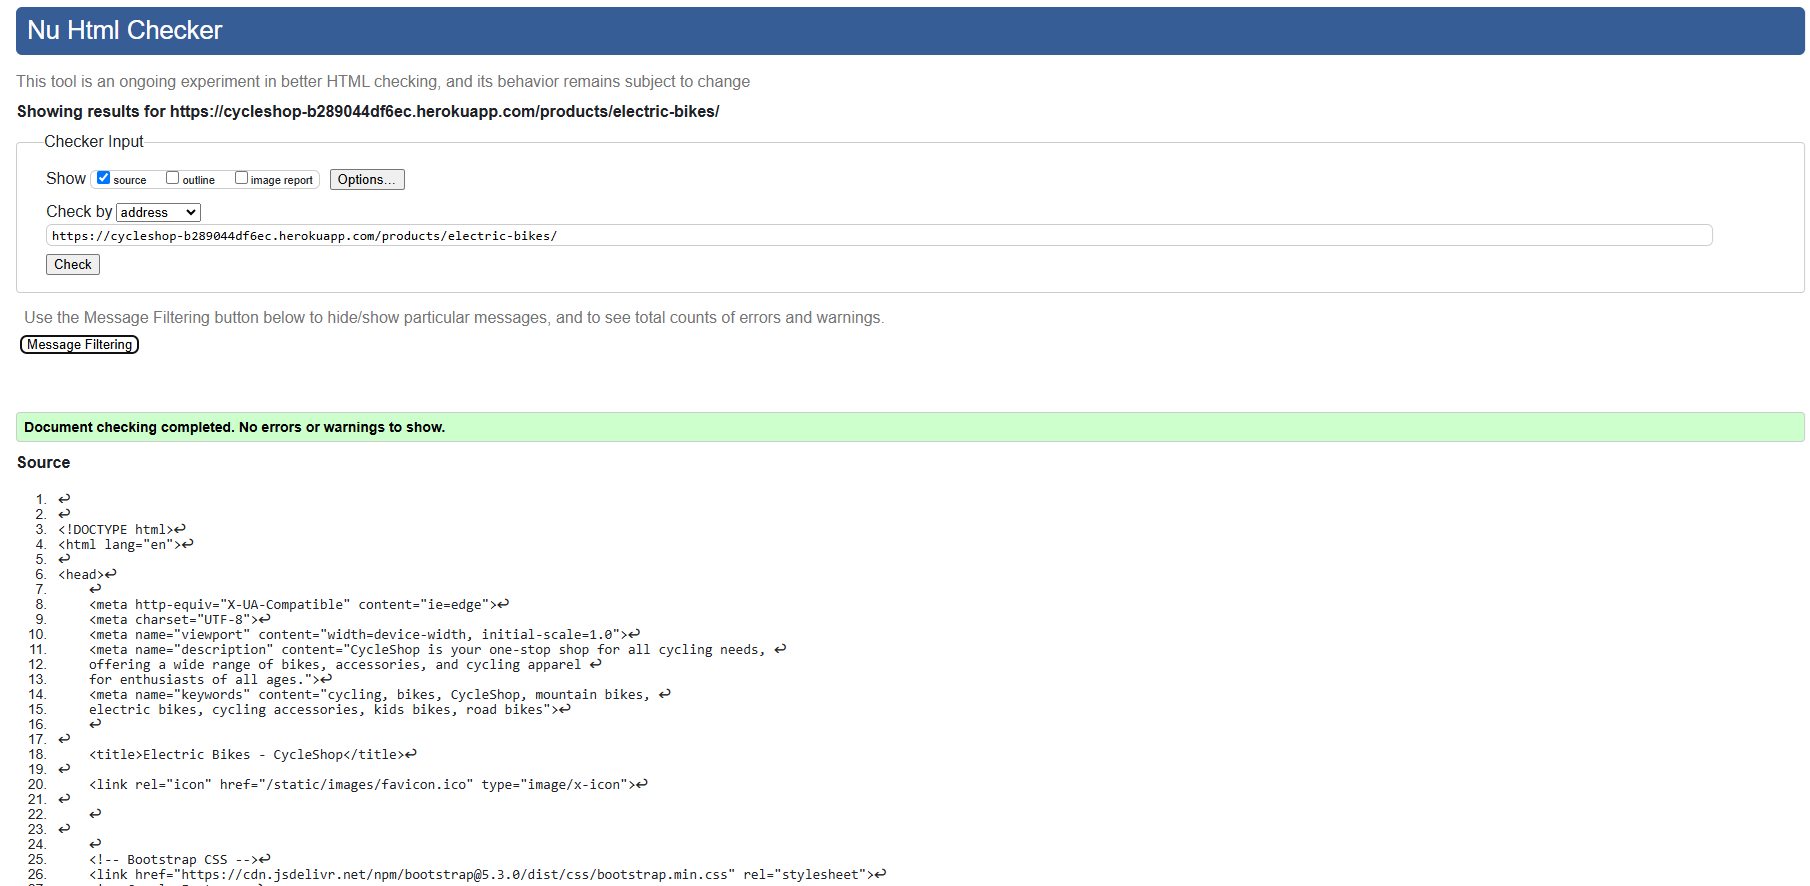 Nu Html Checker
This tool is an ongoing experiment in better HTML checking, and its behavior remains subject to change
Showing results for https://cycleshop-b289044df6ec.herokuapp.com/products/electric-bikes/
Checker Input
Show source outline image report Options...
Check by address
https://cycleshop-b289044df6ec.herokuapp.com/products/electric-bikes/
Check
Use the Message Filtering button below to hide/show particular messages, and to see total counts of errors and warnings.
Message Filtering
Document checking completed. No errors or warnings to show.
Source
1. ↩
2. ↩
3. <!DOCTYPE html>↩
4. <html lang="en">↩
5. ↩
6. <head>↩
7. ↩
8. <meta http-equiv="X-UA-Compatible" content="ie=edge">↩
9. <meta charset="UTF-8">↩
10. <meta name="viewport" content="width=device-width, initial-scale=1.0">↩
11. <meta name="description" content="CycleShop is your one-stop shop for all cycling needs, ↩
12. offering a wide range of bikes, accessories, and cycling apparel ↩
13. for enthusiasts of all ages.">↩
14. <meta name="keywords" content="cycling, bikes, CycleShop, mountain bikes, ↩
15. electric bikes, cycling accessories, kids bikes, road bikes">↩
16. ↩
17. ↩
18. <title>Electric Bikes - CycleShop</title>↩
19. ↩
20. <link rel="icon" href="/static/images/favicon.ico" type="image/x-icon">↩
21. ↩
22. ↩
23. ↩
24. ↩
25. <!-- Bootstrap CSS -->↩
26. <link href="https://cdn.jsdelivr.net/npm/bootstrap@5.3.0/dist/css/bootstrap.min.css" rel="stylesheet">↩